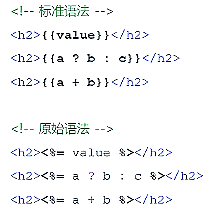 <!-- 标准语法 -->
<h2>{{value}}</h2>
<h2>{{a ? b : c}}</h2>
<h2>{{a + b}}</h2>
<!-- 原始语法 -->
<h2><%= value %></h2>
<h2><%= a ? b : c %></h2>
<h2><%= a + b %></h2>